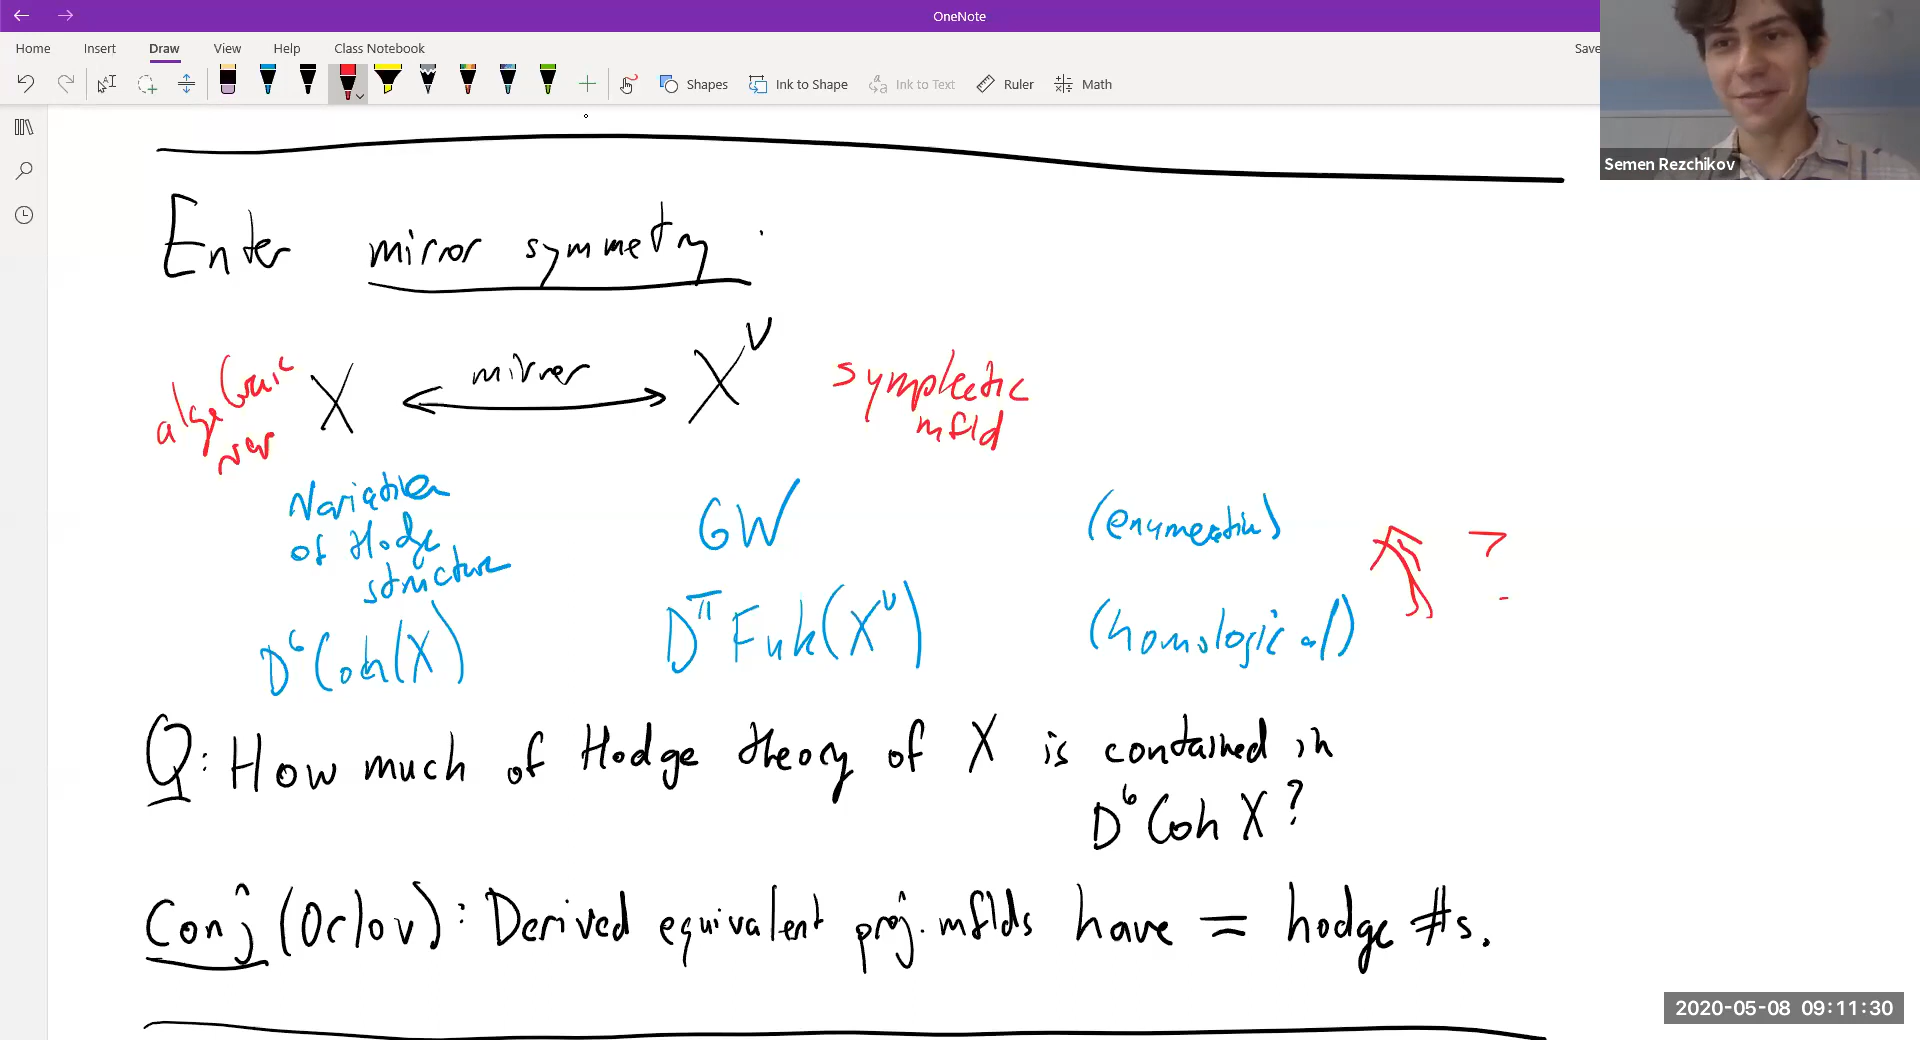 OneNote
Home Insert Draw View Help Class Notebook Save
Shapes Ink to Shape Ink to Text Ruler Math
Semen Rezchikov
Enter mirror symmetry.
algebraic var X ⟷ mirror X^∨ symplectic mfld
Variation of Hodge structure GW (enumerative)
D^b Coh(X) D^π Fuk(X^∨) (homological) ?
Q: How much of Hodge theory of X is contained in
D^b Coh X?
Conj (Orlov): Derived equivalent proj. mflds have = hodge #s.
2020-05-08 09:11:30